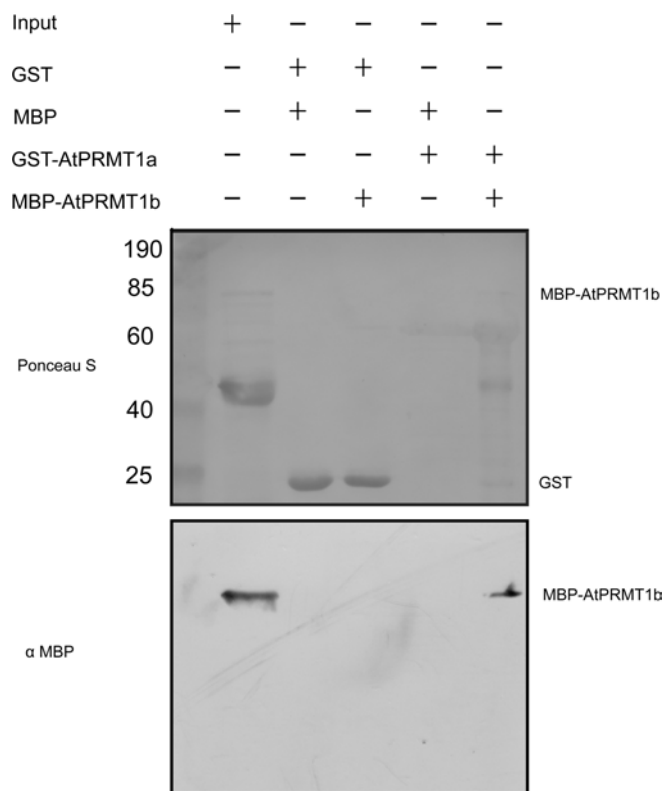 Input + − − − −
GST − + + − −
MBP − + − + −
GST-AtPRMT1a − − − + +
MBP-AtPRMT1b − − + − +
190
85 MBP-AtPRMT1b
60
Ponceau S
40
25 GST
MBP-AtPRMT1b
α MBP